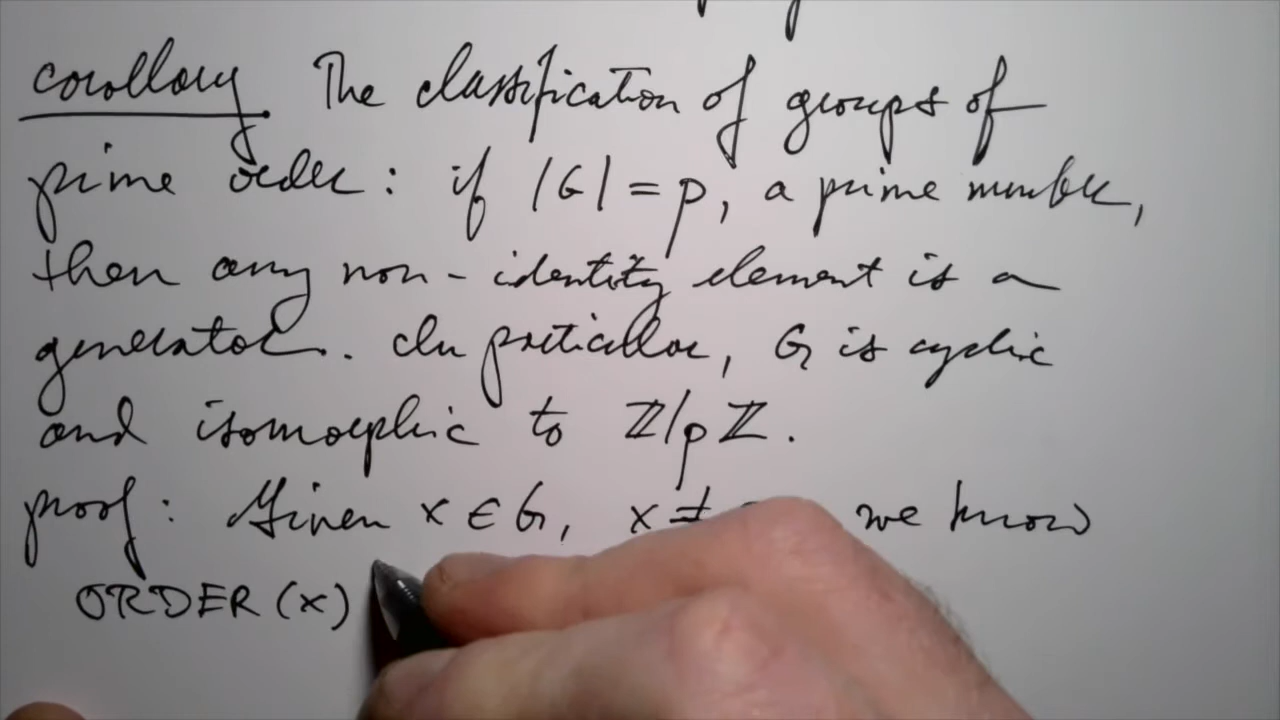 corollary. The classification of groups of
prime order: if |G| = p, a prime number,
then any non-identity element is a
generator. In particular, G is cyclic
and isomorphic to ℤ/pℤ.
proof: Given x ∈ G, x ≠ we know
ORDER(x)